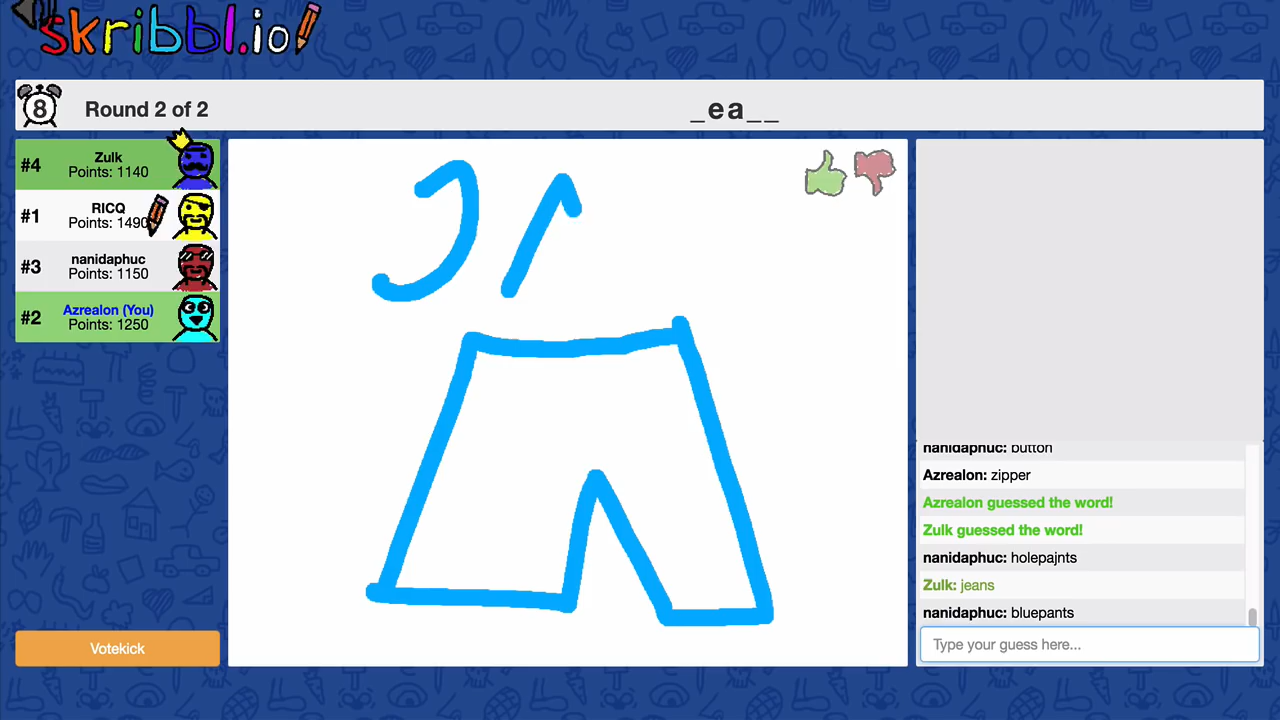 skribbl.io
8
Round 2 of 2
_ea__
#4
Zulk
Points: 1140
#1
RICQ
Points: 1490
#3
nanidaphuc
Points: 1150
#2
Azrealon (You)
Points: 1250
Votekick
nanidaphuc: button
Azrealon: zipper
Azrealon guessed the word!
Zulk guessed the word!
nanidaphuc: holepajnts
Zulk: jeans
nanidaphuc: bluepants
Type your guess here...